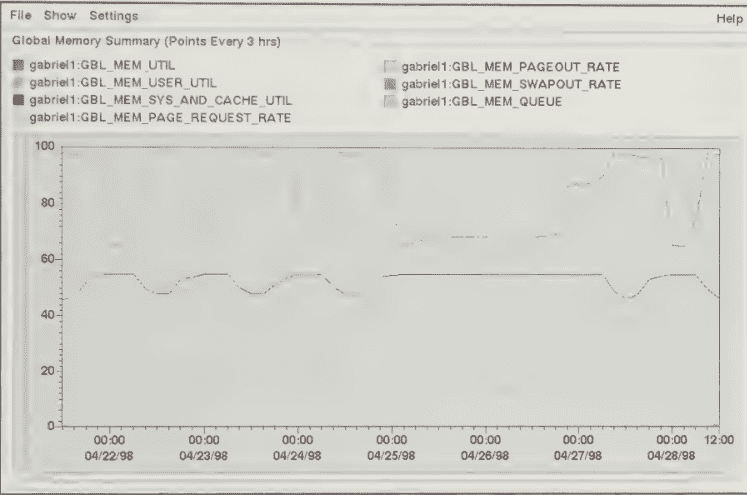 File Show Settings Help
Global Memory Summary (Points Every 3 hrs)
gabriel1:GBL_MEM_UTIL
gabriel1:GBL_MEM_USER_UTIL
gabriel1:GBL_MEM_SYS_AND_CACHE_UTIL
gabriel1:GBL_MEM_PAGE_REQUEST_RATE
gabriel1:GBL_MEM_PAGEOUT_RATE
gabriel1:GBL_MEM_SWAPOUT_RATE
gabriel1:GBL_MEM_QUEUE
100
80
60
40
20
0
00:00 00:00 00:00 00:00 00:00 00:00 00:00 12:00
04/22/98 04/23/98 04/24/98 04/25/98 04/26/98 04/27/98 04/28/98